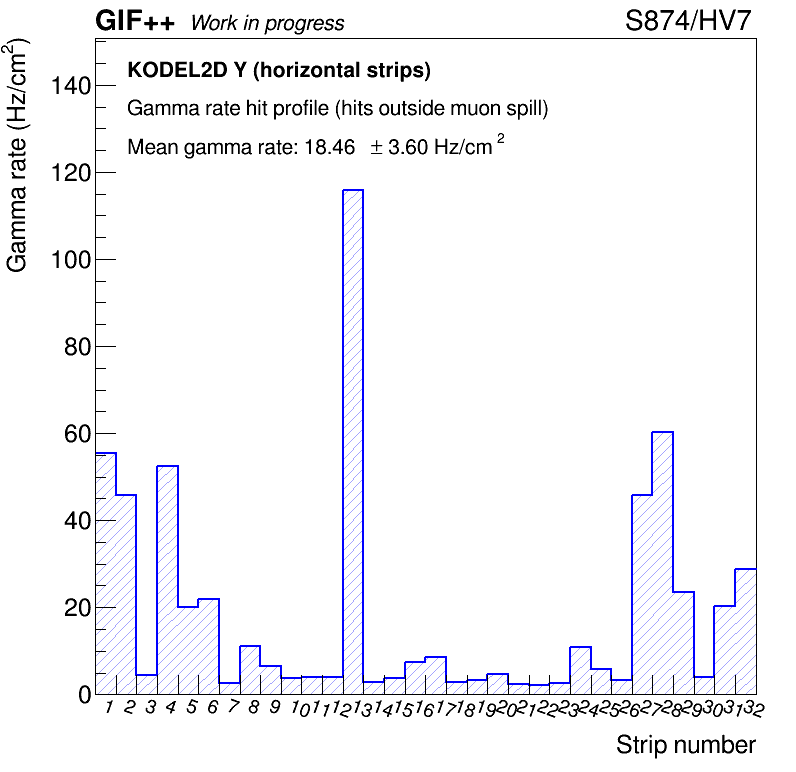 GIF++ Work in progress S874/HV7
KODEL2D Y (horizontal strips)
Gamma rate hit profile (hits outside muon spill)
Mean gamma rate: 18.46 ± 3.60 Hz/cm²
Gamma rate (Hz/cm²)
140
120
100
80
60
40
20
0
1 2 3 4 5 6 7 8 9 10 11 12 13 14 15 16 17 18 19 20 21 22 23 24 25 26 27 28 29 30 31 32
Strip number